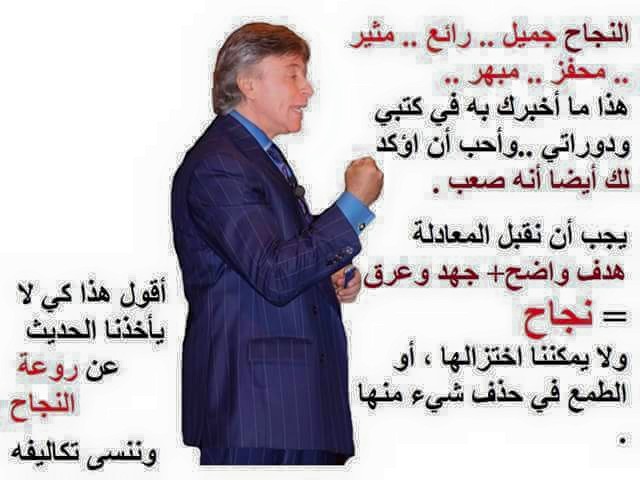 النجاح جميل .. رائع .. مثير
.. محفز .. مبهر ..
هذا ما أخبرك به في كتبي
ودوراتي ..وأحب أن اؤكد
لك أيضا أنه صعب .
يجب أن نقبل المعادلة
هدف واضح+ جهد وعرق
= نجاح
ولا يمكننا اختزالها ، أو
الطمع في حذف شيء منها
.
أقول هذا كي لا
يأخذنا الحديث
عن روعة
النجاح
وننسى تكاليفه